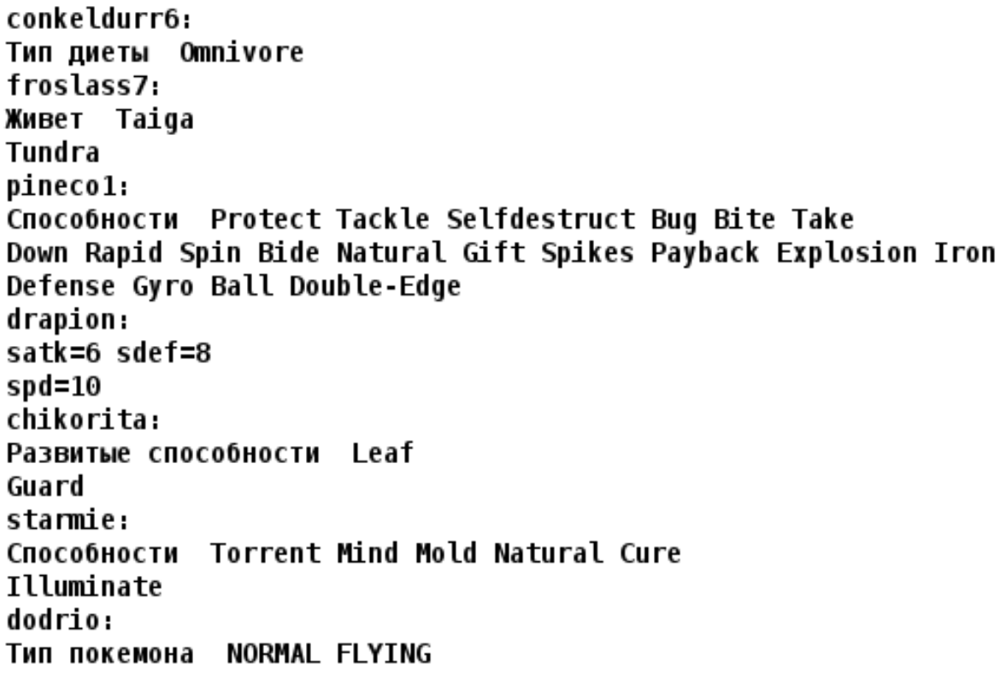 conkeldurr6:
Тип диеты  Omnivore
froslass7:
Живет  Taiga
Tundra
pineco1:
Способности  Protect Tackle Selfdestruct Bug Bite Take
Down Rapid Spin Bide Natural Gift Spikes Payback Explosion Iron
Defense Gyro Ball Double-Edge
drapion:
satk=6 sdef=8
spd=10
chikorita:
Развитые способности  Leaf
Guard
starmie:
Способности  Torrent Mind Mold Natural Cure
Illuminate
dodrio:
Тип покемона  NORMAL FLYING